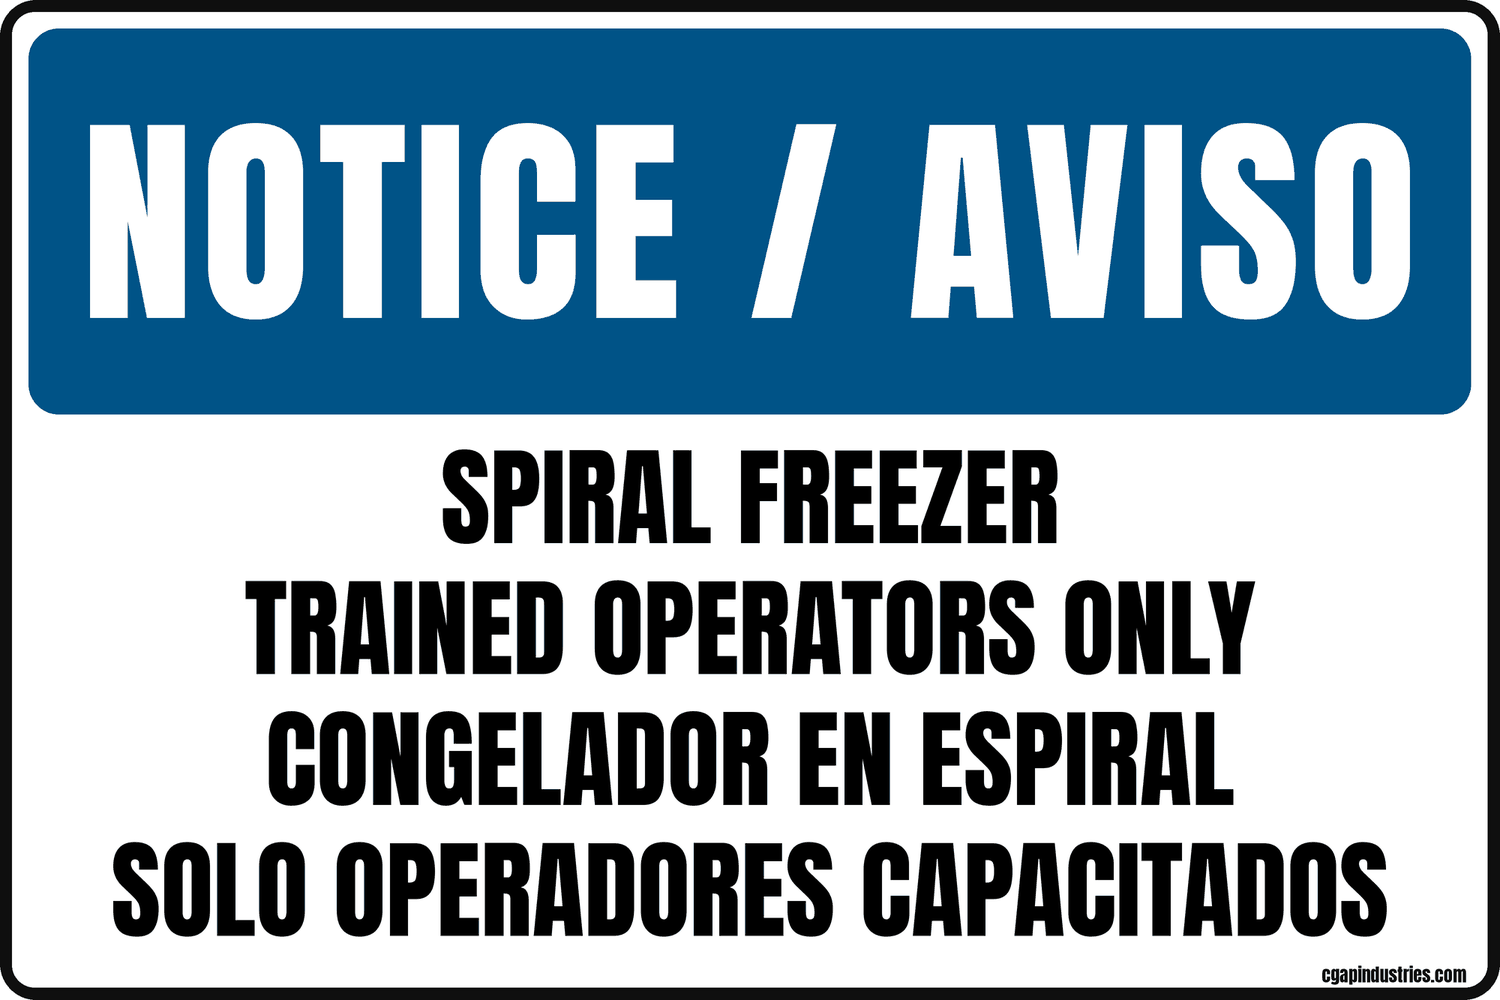 NOTICE / AVISO
SPIRAL FREEZER
TRAINED OPERATORS ONLY
CONGELADOR EN ESPIRAL
SOLO OPERADORES CAPACITADOS
cgapindustries.com